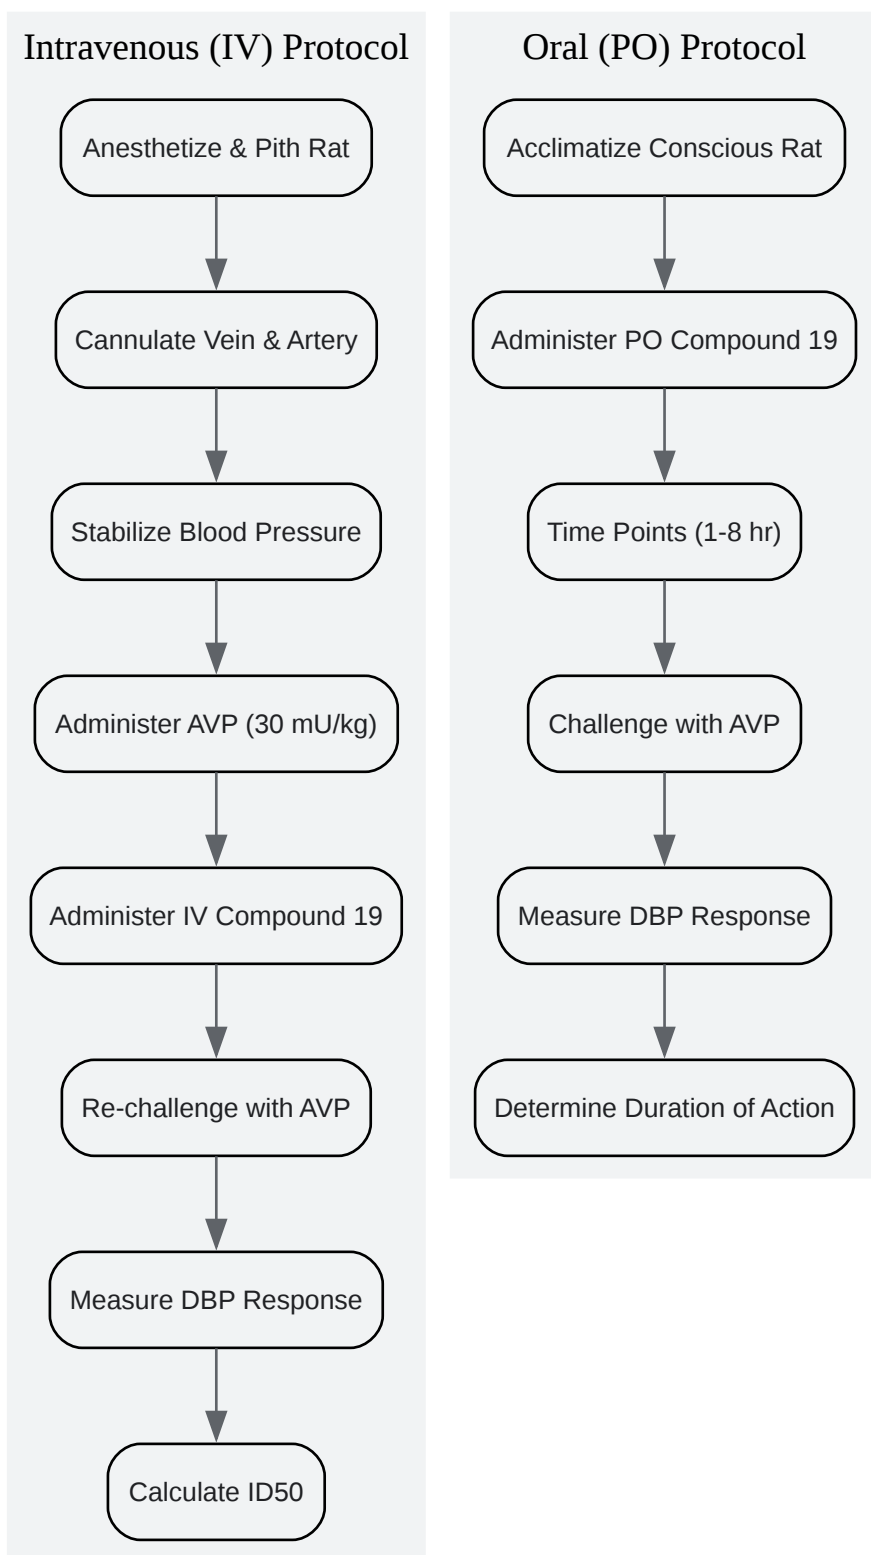 Intravenous (IV) Protocol
Anesthetize & Pith Rat
Cannulate Vein & Artery
Stabilize Blood Pressure
Administer AVP (30 mU/kg)
Administer IV Compound 19
Re-challenge with AVP
Measure DBP Response
Calculate ID50
Oral (PO) Protocol
Acclimatize Conscious Rat
Administer PO Compound 19
Time Points (1-8 hr)
Challenge with AVP
Measure DBP Response
Determine Duration of Action